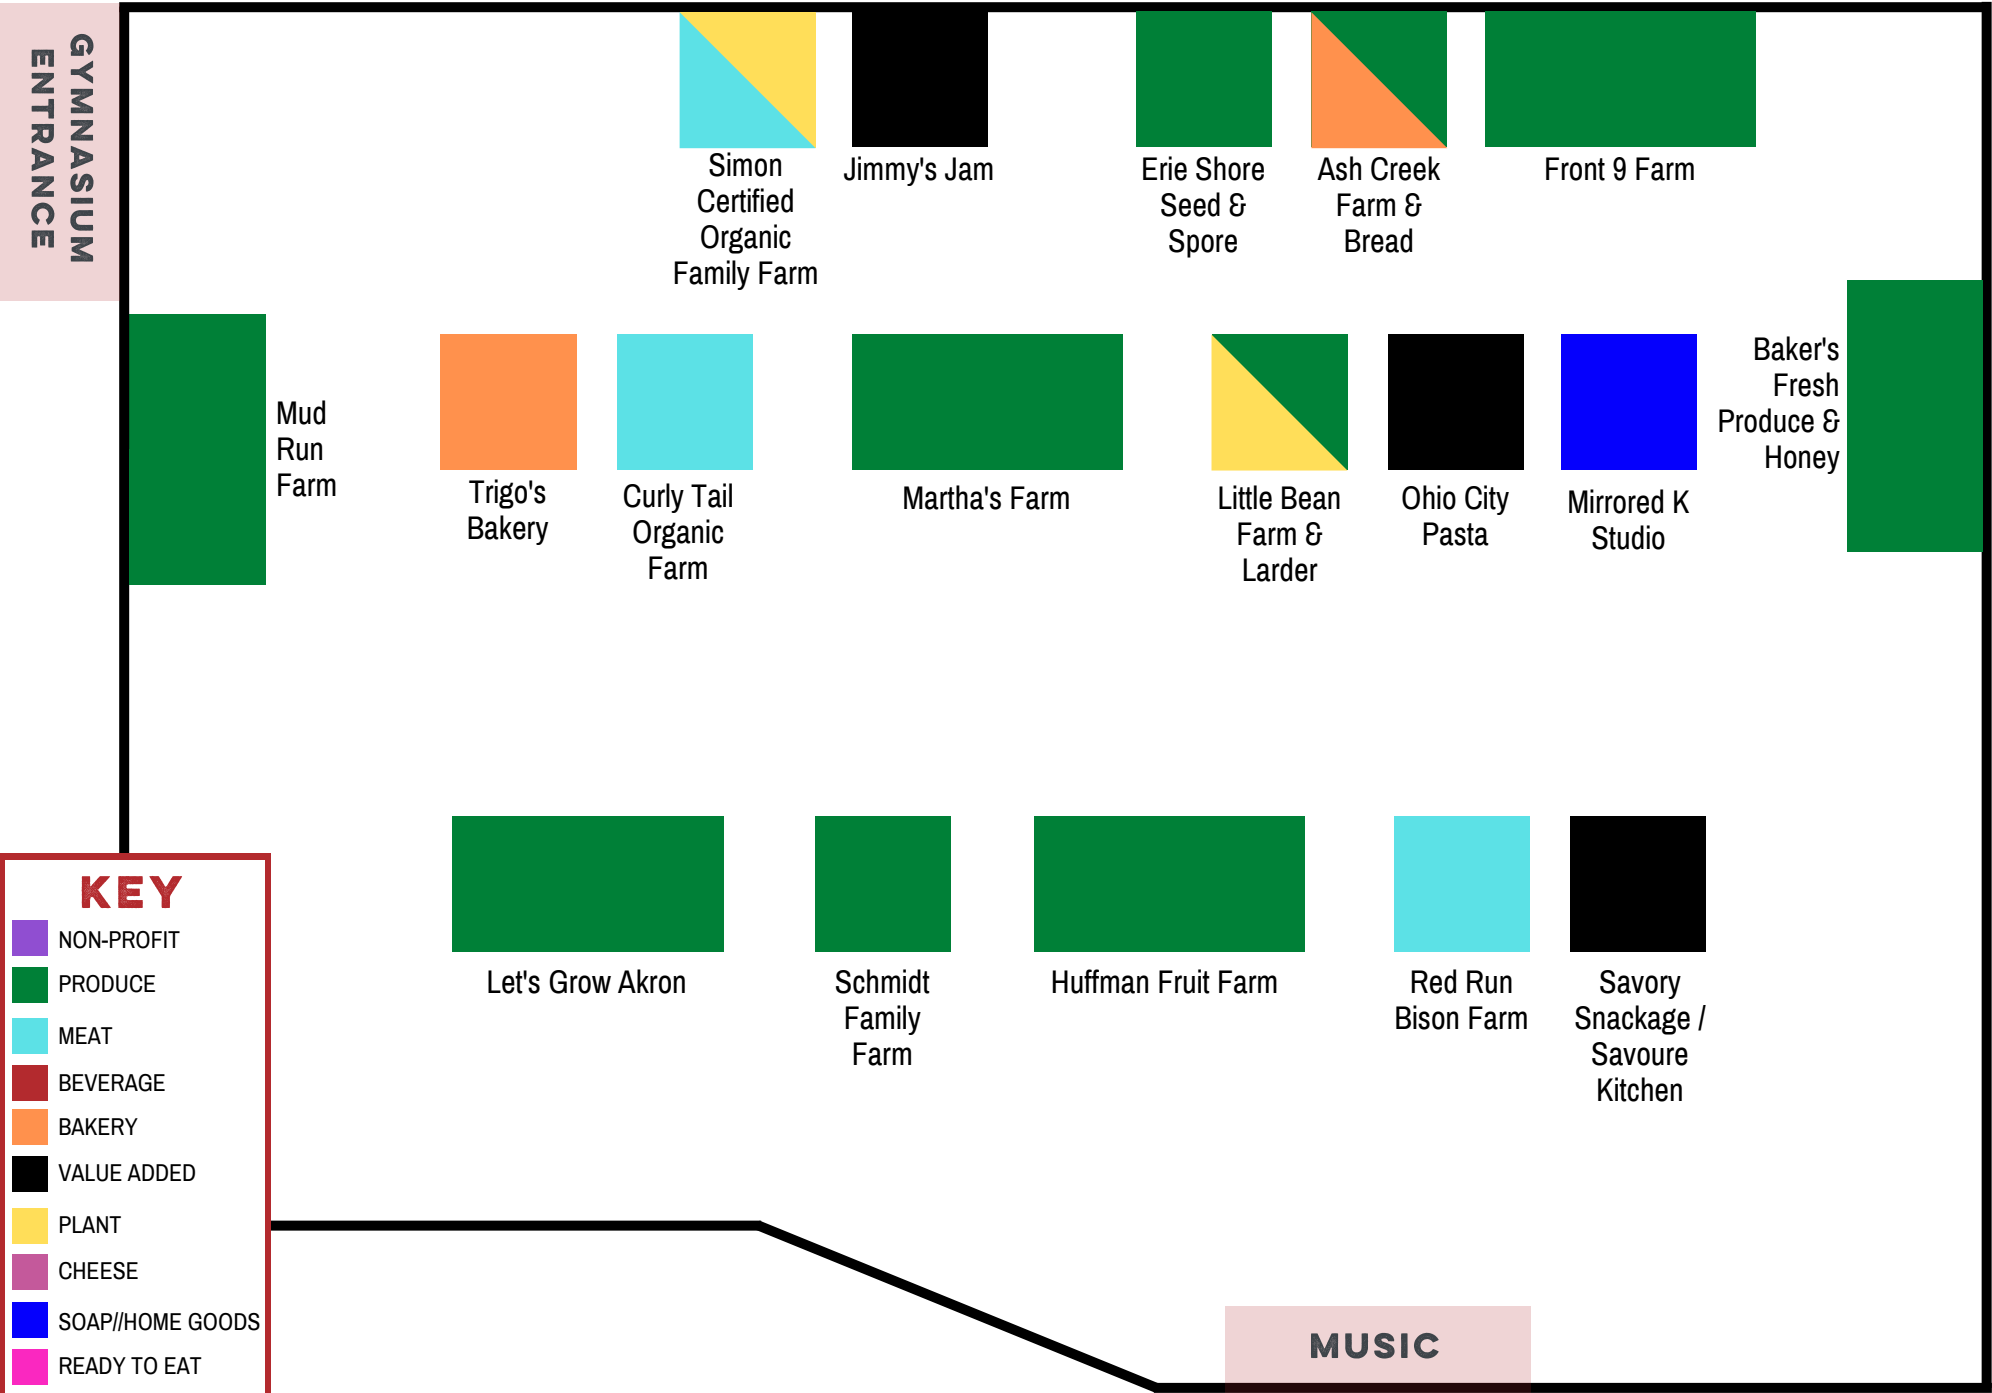 GYMNASIUM
ENTRANCE
Simon
Certified
Organic
Family Farm
Jimmy's Jam
Erie Shore
Seed &
Spore
Ash Creek
Farm &
Bread
Front 9 Farm
Mud
Run
Farm
Trigo's
Bakery
Curly Tail
Organic
Farm
Martha's Farm
Little Bean
Farm &
Larder
Ohio City
Pasta
Mirrored K
Studio
Baker's
Fresh
Produce &
Honey
Let's Grow Akron
Schmidt
Family
Farm
Huffman Fruit Farm
Red Run
Bison Farm
Savory
Snackage /
Savoure
Kitchen
KEY
NON-PROFIT
PRODUCE
MEAT
BEVERAGE
BAKERY
VALUE ADDED
PLANT
CHEESE
SOAP//HOME GOODS
READY TO EAT
MUSIC